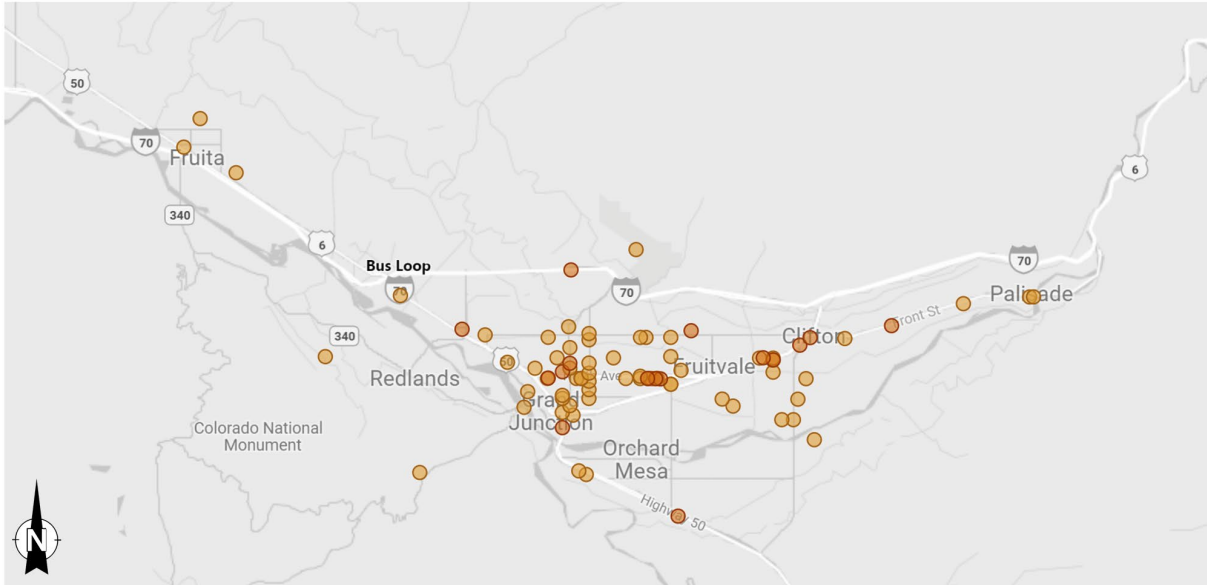 50
70
Fruita
6
340
6
Bus Loop
70
70
70
Palisade
Front St
340
Clifton
50
Fruitvale
Redlands
Ave
Grand
Junction
Colorado National
Monument
Orchard
Mesa
Highway 50
N